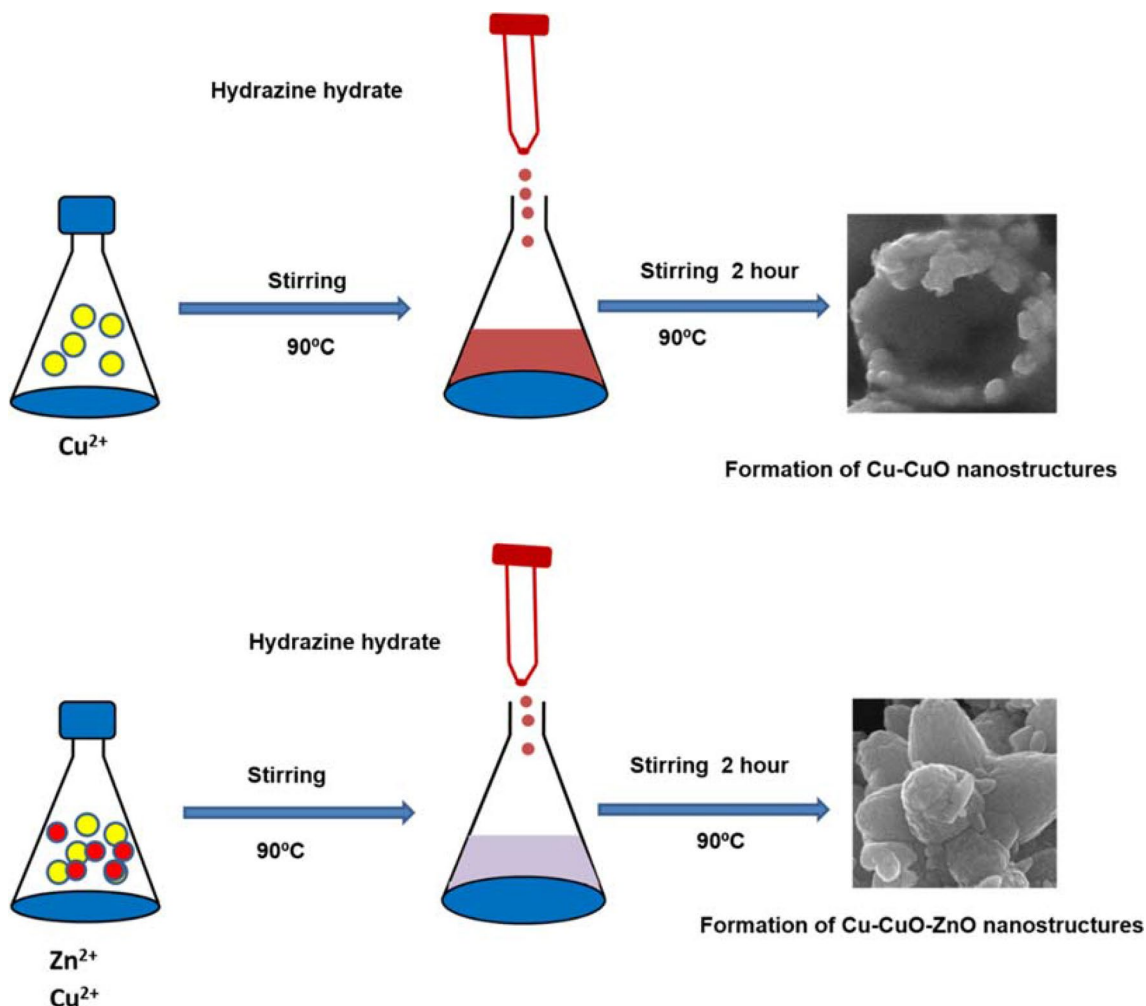 Hydrazine hydrate
Stirring
90ºC
Stirring 2 hour
90ºC
Cu²⁺
Formation of Cu-CuO nanostructures
Hydrazine hydrate
Stirring
90ºC
Stirring 2 hour
90ºC
Zn²⁺
Cu²⁺
Formation of Cu-CuO-ZnO nanostructures